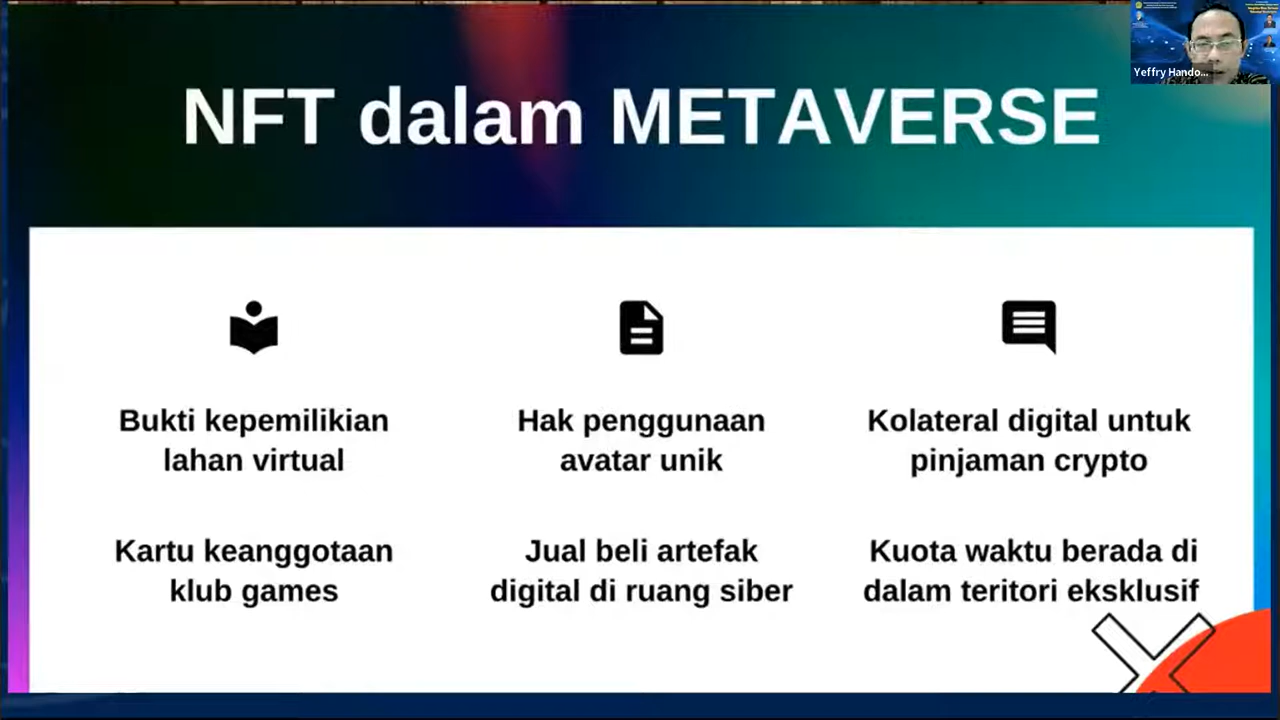 NFT dalam METAVERSE
Yeffry Hando...
Bukti kepemilikian
lahan virtual
Hak penggunaan
avatar unik
Kolateral digital untuk
pinjaman crypto
Kartu keanggotaan
klub games
Jual beli artefak
digital di ruang siber
Kuota waktu berada di
dalam teritori eksklusif